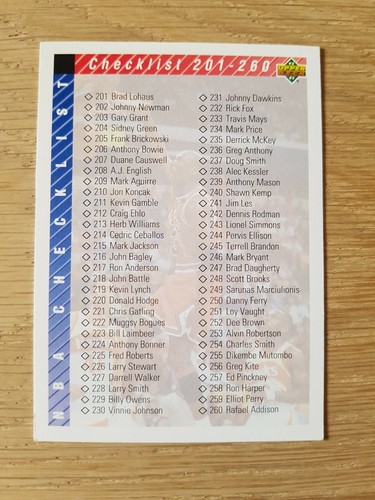 Checklist 201-260
UPPER DECK
NBA CHECKLIST
201 Brad Lohaus
202 Johnny Newman
203 Gary Grant
204 Sidney Green
205 Frank Brickowski
206 Anthony Bowie
207 Duane Causwell
208 A.J. English
209 Mark Aguirre
210 Jon Koncak
211 Kevin Gamble
212 Craig Ehlo
213 Herb Williams
214 Cedric Ceballos
215 Mark Jackson
216 John Bagley
217 Ron Anderson
218 John Battle
219 Kevin Lynch
220 Donald Hodge
221 Chris Gatling
222 Muggsy Bogues
223 Bill Laimbeer
224 Anthony Bonner
225 Fred Roberts
226 Larry Stewart
227 Darrell Walker
228 Larry Smith
229 Billy Owens
230 Vinnie Johnson
231 Johnny Dawkins
232 Rick Fox
233 Travis Mays
234 Mark Price
235 Derrick McKey
236 Greg Anthony
237 Doug Smith
238 Alec Kessler
239 Anthony Mason
240 Shawn Kemp
241 Jim Les
242 Dennis Rodman
243 Lionel Simmons
244 Pervis Ellison
245 Terrell Brandon
246 Mark Bryant
247 Brad Daugherty
248 Scott Brooks
249 Sarunas Marciulionis
250 Danny Ferry
251 Loy Vaught
252 Dee Brown
253 Alvin Robertson
254 Charles Smith
255 Dikembe Mutombo
256 Greg Kite
257 Ed Pinckney
258 Ron Harper
259 Elliot Perry
260 Rafael Addison